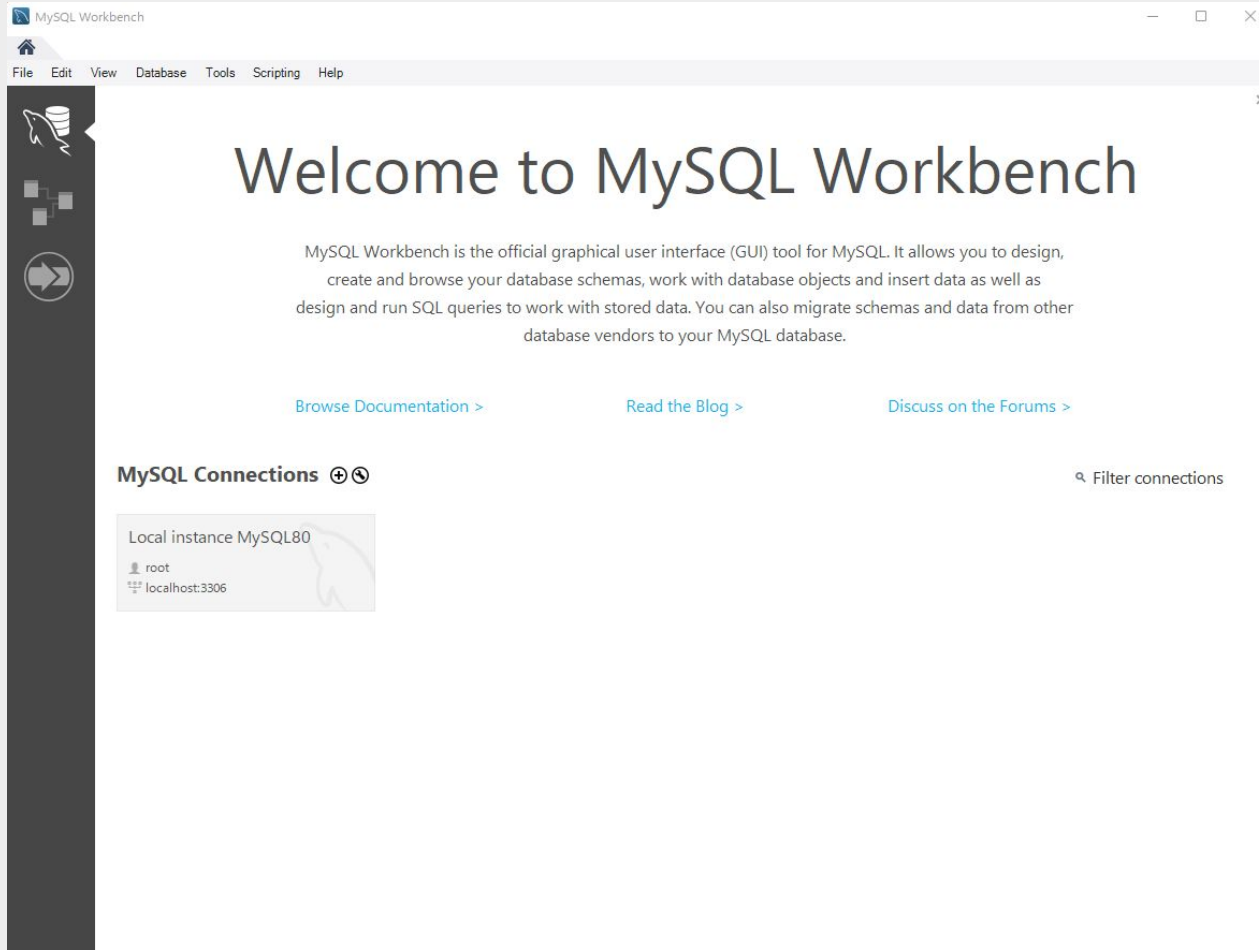 MySQL Workbench
File Edit View Database Tools Scripting Help
Welcome to MySQL Workbench
MySQL Workbench is the official graphical user interface (GUI) tool for MySQL. It allows you to design,
create and browse your database schemas, work with database objects and insert data as well as
design and run SQL queries to work with stored data. You can also migrate schemas and data from other
database vendors to your MySQL database.
Browse Documentation > Read the Blog > Discuss on the Forums >
MySQL Connections Filter connections
Local instance MySQL80
root
localhost:3306